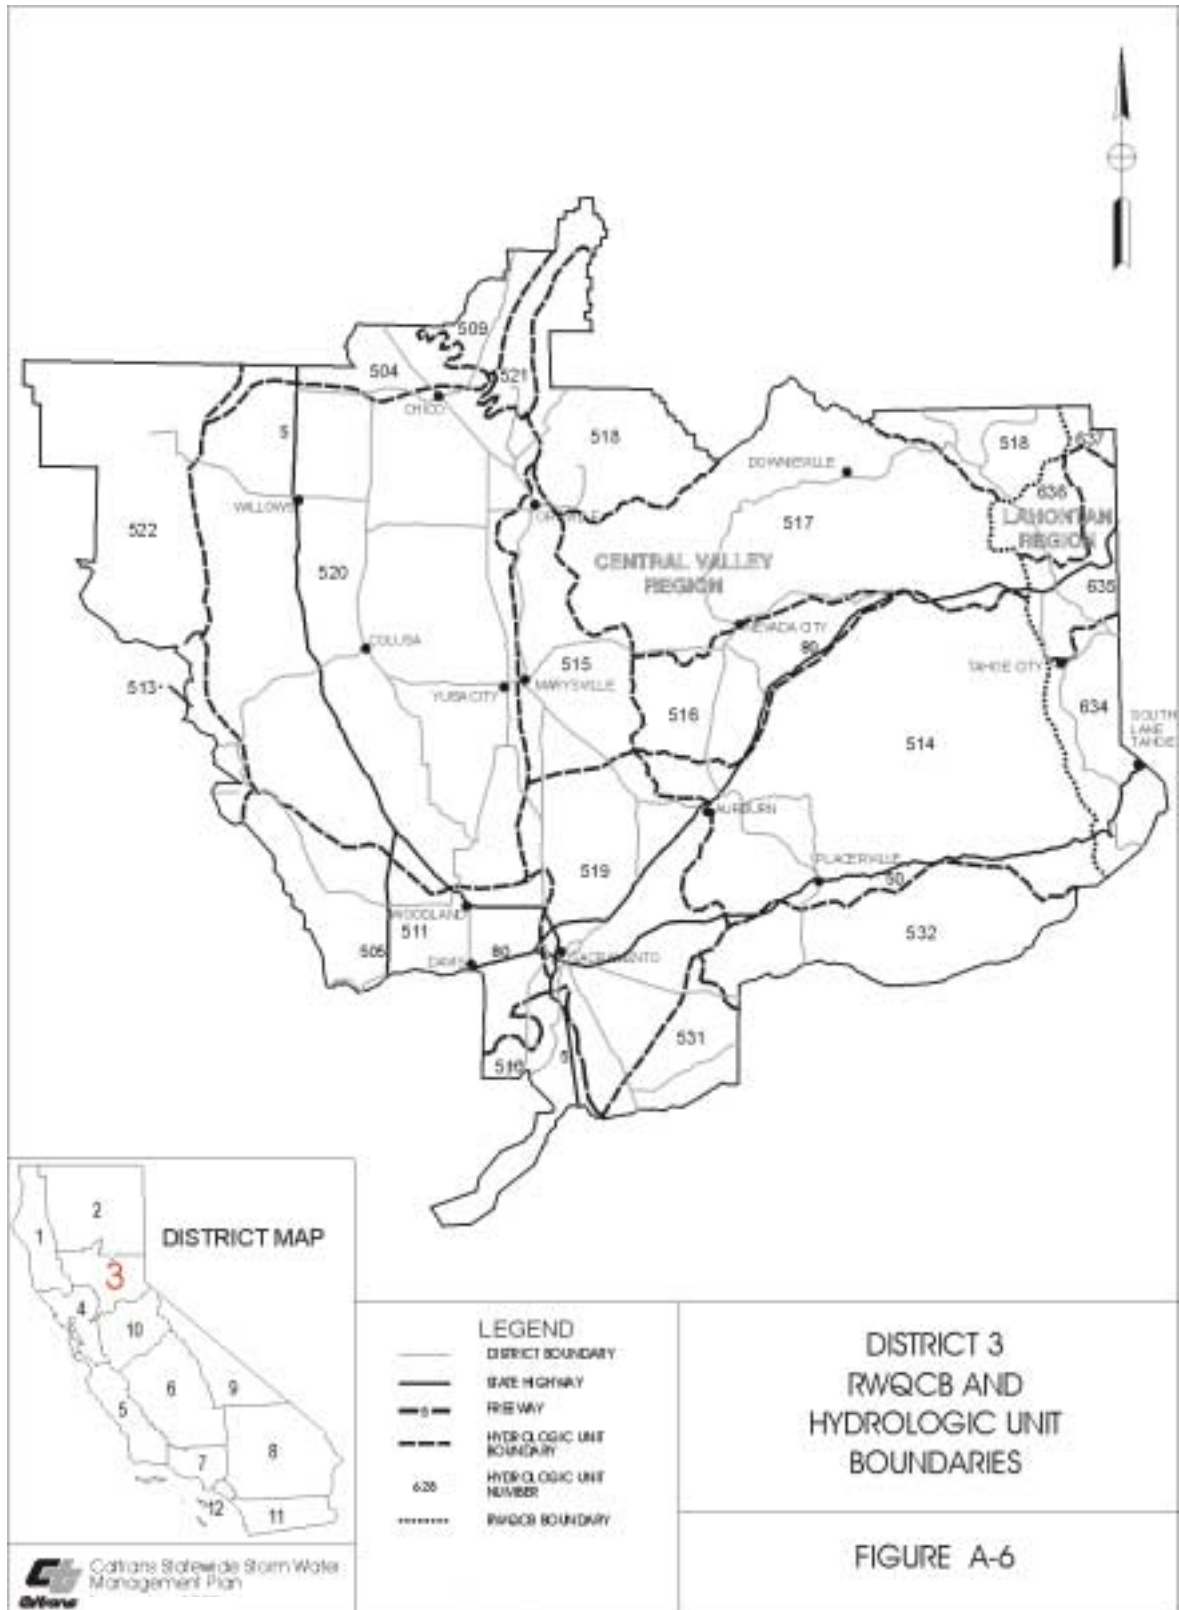 509
504
521
CHICO
5
518
518
637
DOWNIEVILLE
636
WILLOWS
522
517
LAHONTAN
REGION
CENTRAL VALLEY
REGION
520
635
NEVADA CITY
80
COLUSA
515
TAHOE CITY
513
YUBA CITY
MARYSVILLE
516
634
SOUTH
LAKE
TAHOE
514
AUBURN
PLACERVILLE
519
50
WOODLAND
511
532
505
DAVIS
80
SACRAMENTO
531
510
5
1
2
DISTRICT MAP
3
4
10
6
9
5
8
7
12
11
LEGEND
DISTRICT BOUNDARY
STATE HIGHWAY
5
FREEWAY
HYDROLOGIC UNIT
BOUNDARY
628
HYDROLOGIC UNIT
NUMBER
RWQCB BOUNDARY
DISTRICT 3
RWQCB AND
HYDROLOGIC UNIT
BOUNDARIES
FIGURE A-6
Caltrans Statewide Storm Water
Management Plan
Caltrans